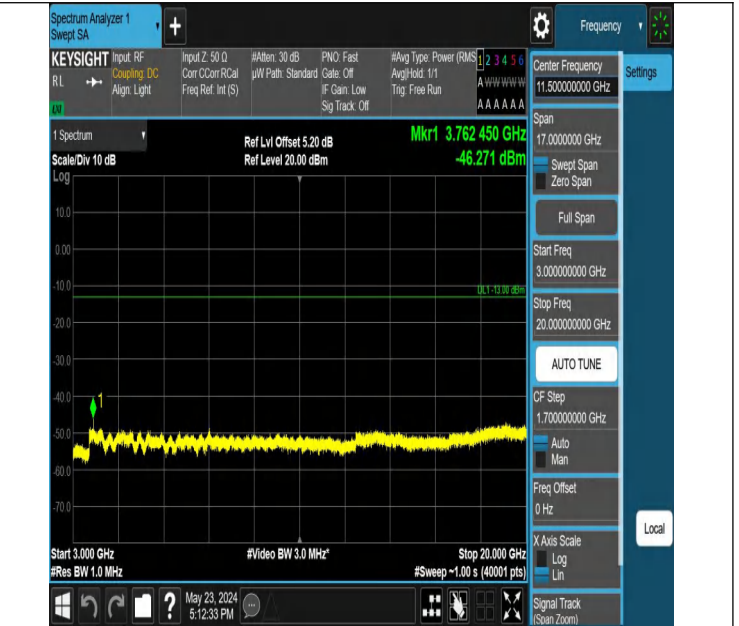 Spectrum Analyzer 1
Swept SA
+
Frequency
KEYSIGHT
RL
Input: RF
Coupling: DC
Align: Light
Input Z: 50 Ω
Corr CCorr RCal
Freq Ref: Int (S)
#Atten: 30 dB
µW Path: Standard
PNO: Fast
Gate: Off
IF Gain: Low
Sig Track: Off
#Avg Type: Power (RMS
Avg|Hold: 1/1
Trig: Free Run
1 2 3 4 5 6
A W W W W W
A A A A A A
1 Spectrum
Scale/Div 10 dB
Log
Ref Lvl Offset 5.20 dB
Ref Level 20.00 dBm
Mkr1 3.762 450 GHz
-46.271 dBm
10.0
0.00
-10.0
DL1 -13.00 dBm
-20.0
-30.0
-40.0
1
-50.0
-60.0
-70.0
Start 3.000 GHz
#Video BW 3.0 MHz*
Stop 20.000 GHz
#Res BW 1.0 MHz
#Sweep ~1.00 s (40001 pts)
Center Frequency
11.500000000 GHz
Settings
Span
17.0000000 GHz
Swept Span
Zero Span
Full Span
Start Freq
3.000000000 GHz
Stop Freq
20.000000000 GHz
AUTO TUNE
CF Step
1.700000000 GHz
Auto
Man
Freq Offset
0 Hz
X Axis Scale
Log
Lin
Local
Signal Track
(Span Zoom)
?
May 23, 2024
5:12:33 PM